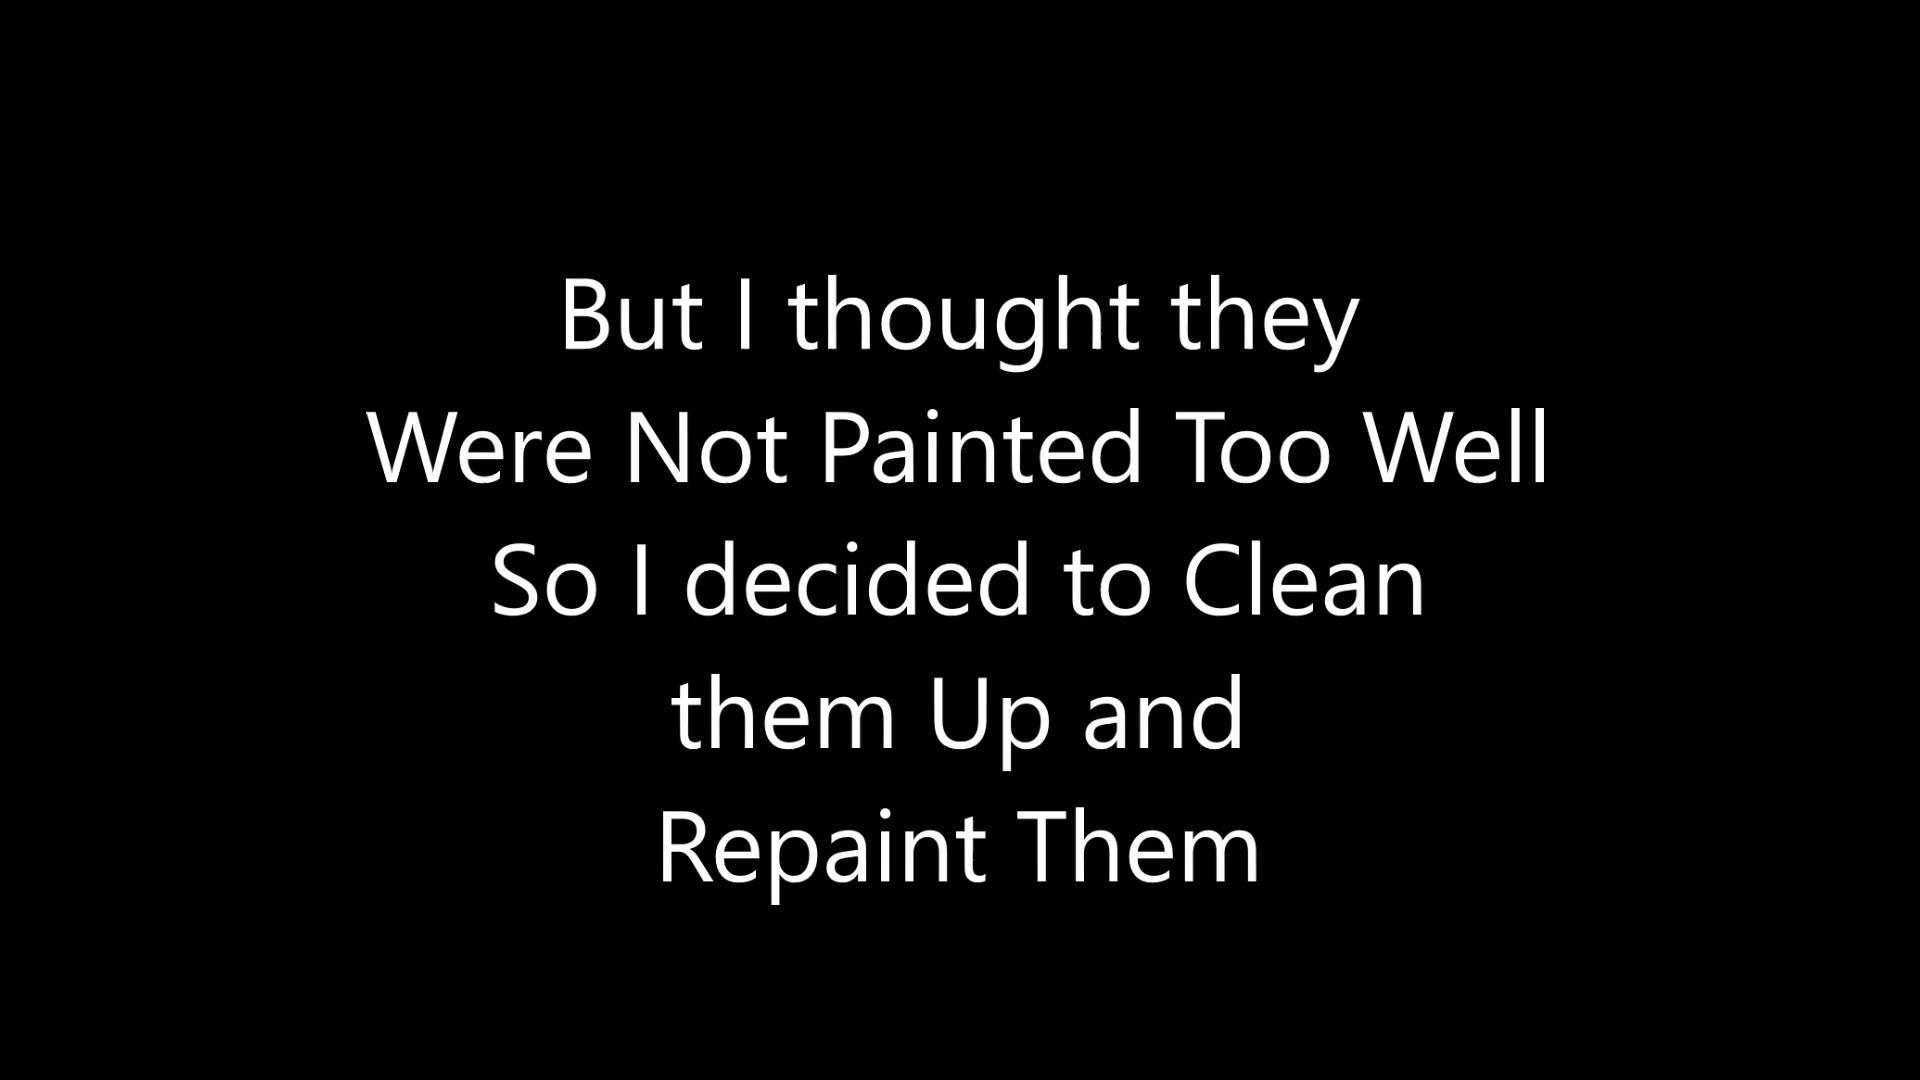 But I thought they
Were Not Painted Too Well
So I decided to Clean
them Up and
Repaint Them